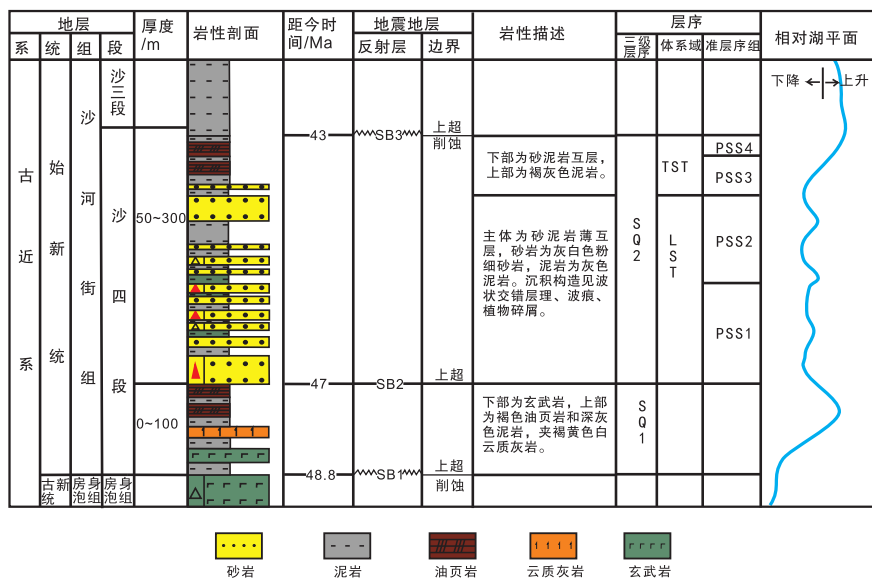 地层
厚度
/m
岩性剖面
距今时
间/Ma
地震地层
岩性描述
层序
相对湖平面
系
统
组
段
反射层
边界
三级
层序
体系域
准层序组
下降
上升
古近系
始新统
沙河街组
沙三段
沙四段
50~300
0~100
古新
统
房身
泡组
房身
泡组
43
SB3
上超
削蚀
47
SB2
上超
48.8
SB1
上超
削蚀
下部为砂泥岩互层,
上部为褐灰色泥岩。
主体为砂泥岩薄互
层,砂岩为灰白色粉
细砂岩,泥岩为灰色
泥岩。沉积构造见波
状交错层理、波痕、
植物碎屑。
下部为玄武岩,上部
为褐色油页岩和深灰
色泥岩,夹褐黄色白
云质灰岩。
SQ2
SQ1
TST
LST
PSS4
PSS3
PSS2
PSS1
砂岩
泥岩
油页岩
云质灰岩
玄武岩